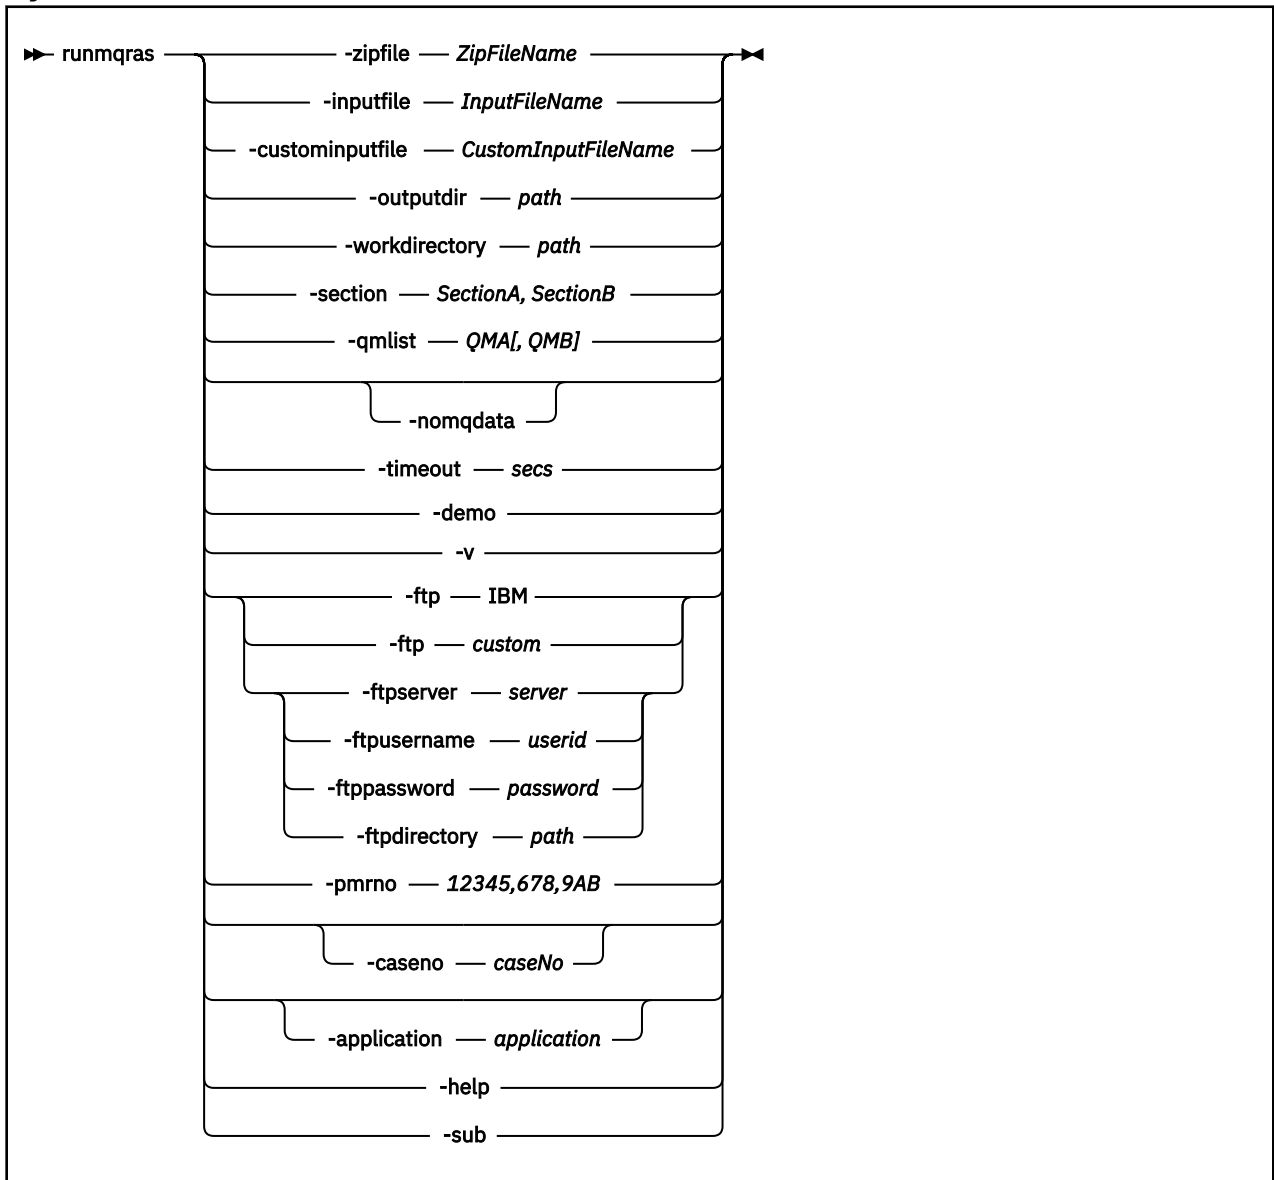 runmqras -zipfile ZipFileName
-inputfile InputFileName
-custominputfile CustomInputFileName
-outputdir path
-workdirectory path
-section SectionA, SectionB
-qmlist QMA[, QMB]
-nomqdata
-timeout secs
-demo
-v
-ftp IBM
-ftp custom
-ftpserver server
-ftpusername userid
-ftppassword password
-ftpdirectory path
-pmrno 12345,678,9AB
-caseno caseNo
-application application
-help
-sub